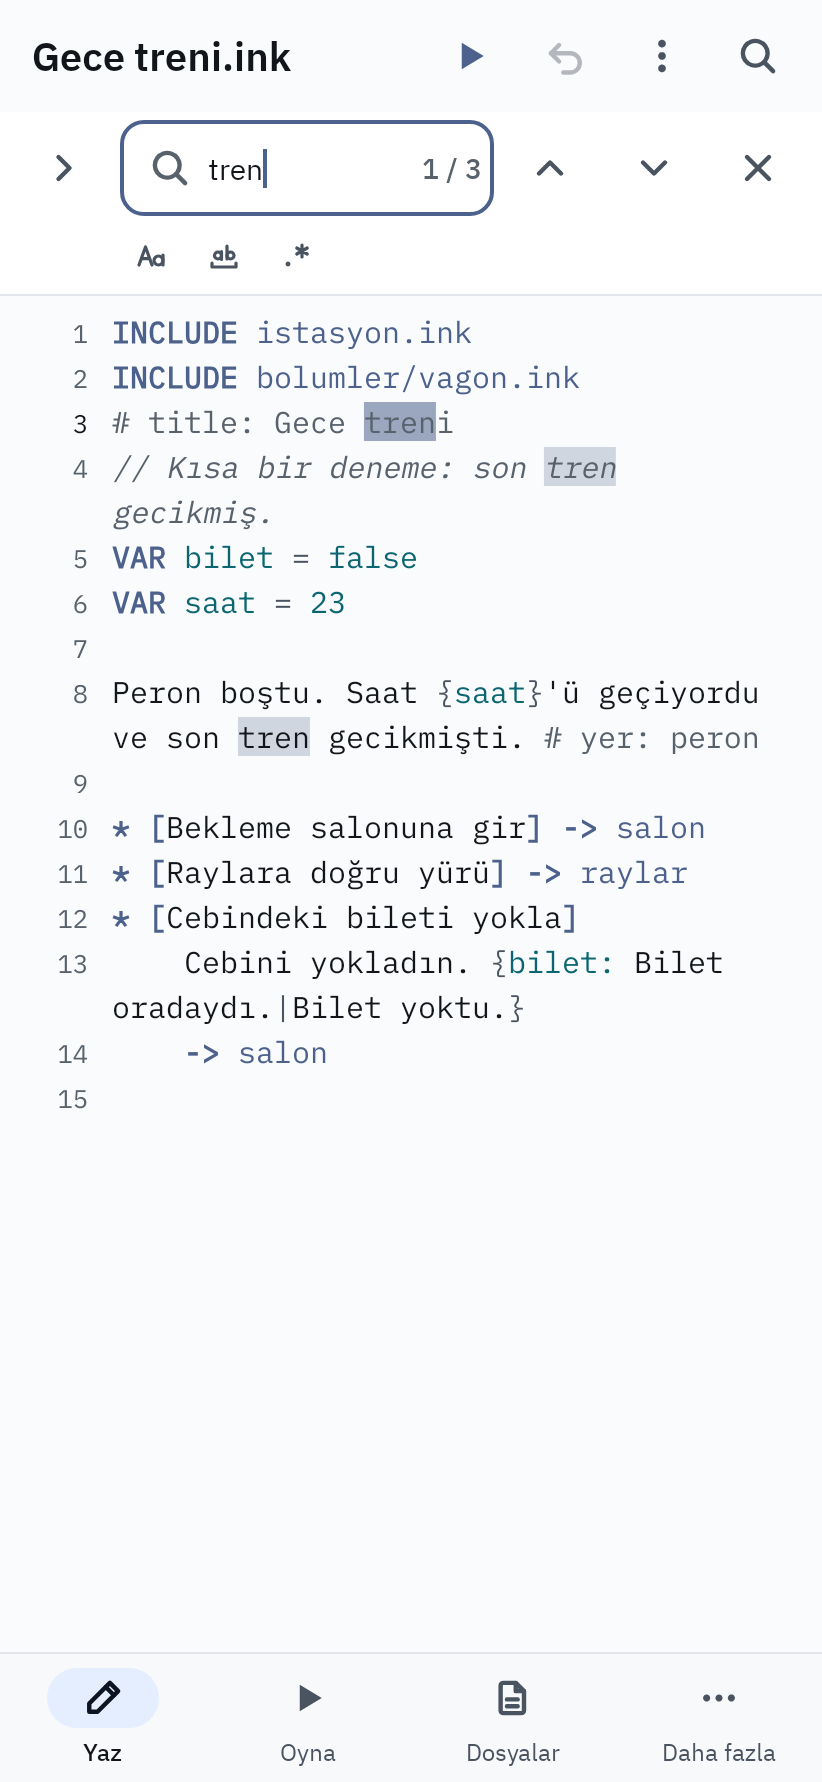 Gece treni.ink
tren 1 / 3
Aa ab .*
1 INCLUDE istasyon.ink
2 INCLUDE bolumler/vagon.ink
3 # title: Gece treni
4 // Kısa bir deneme: son tren
gecikmiş.
5 VAR bilet = false
6 VAR saat = 23
7
8 Peron boştu. Saat {saat}'ü geçiyordu
ve son tren gecikmişti. # yer: peron
9
10 * [Bekleme salonuna gir] -> salon
11 * [Raylara doğru yürü] -> raylar
12 * [Cebindeki bileti yokla]
13     Cebini yokladın. {bilet: Bilet
oradaydı.|Bilet yoktu.}
14     -> salon
15
Yaz Oyna Dosyalar Daha fazla